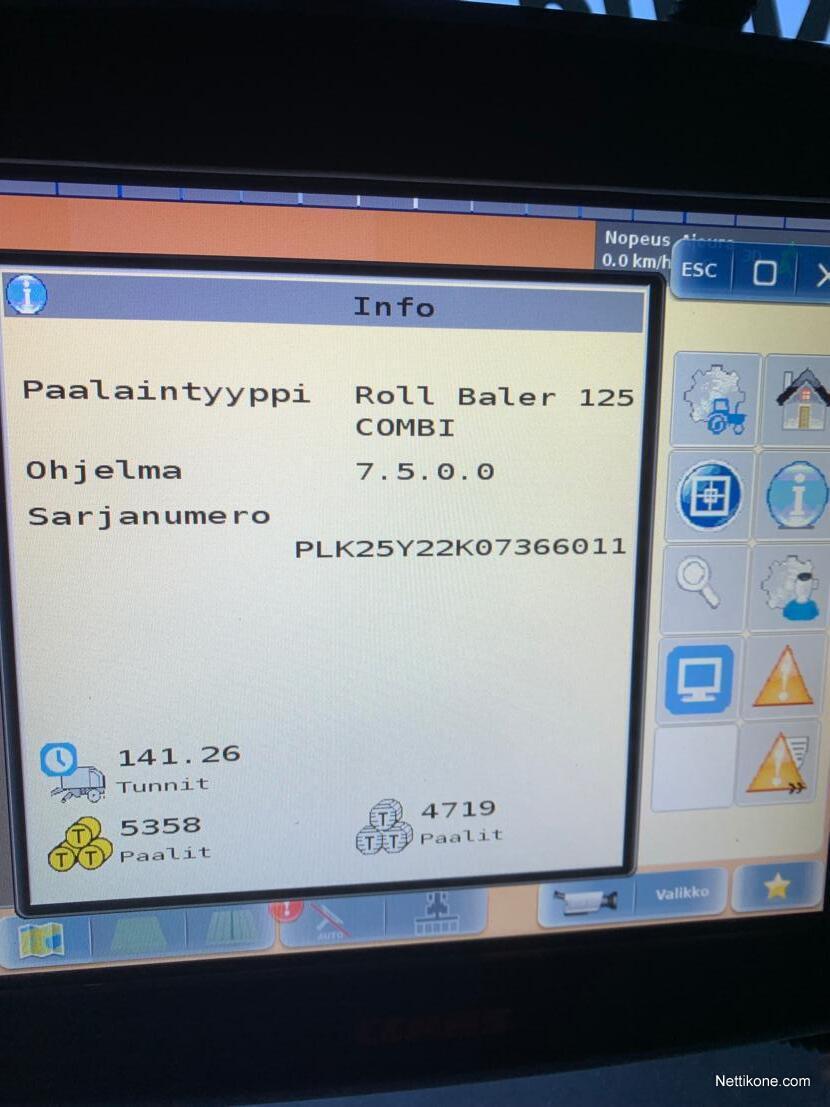 Nopeus
0.0 km/h
ESC
Info
Paalaintyyppi Roll Baler 125
COMBI
Ohjelma 7.5.0.0
Sarjanumero
PLK25Y22K07366011
141.26
Tunnit
5358
Paalit
4719
Paalit
T
T T
T
T T
AUTO
Valikko
Nettikone.com